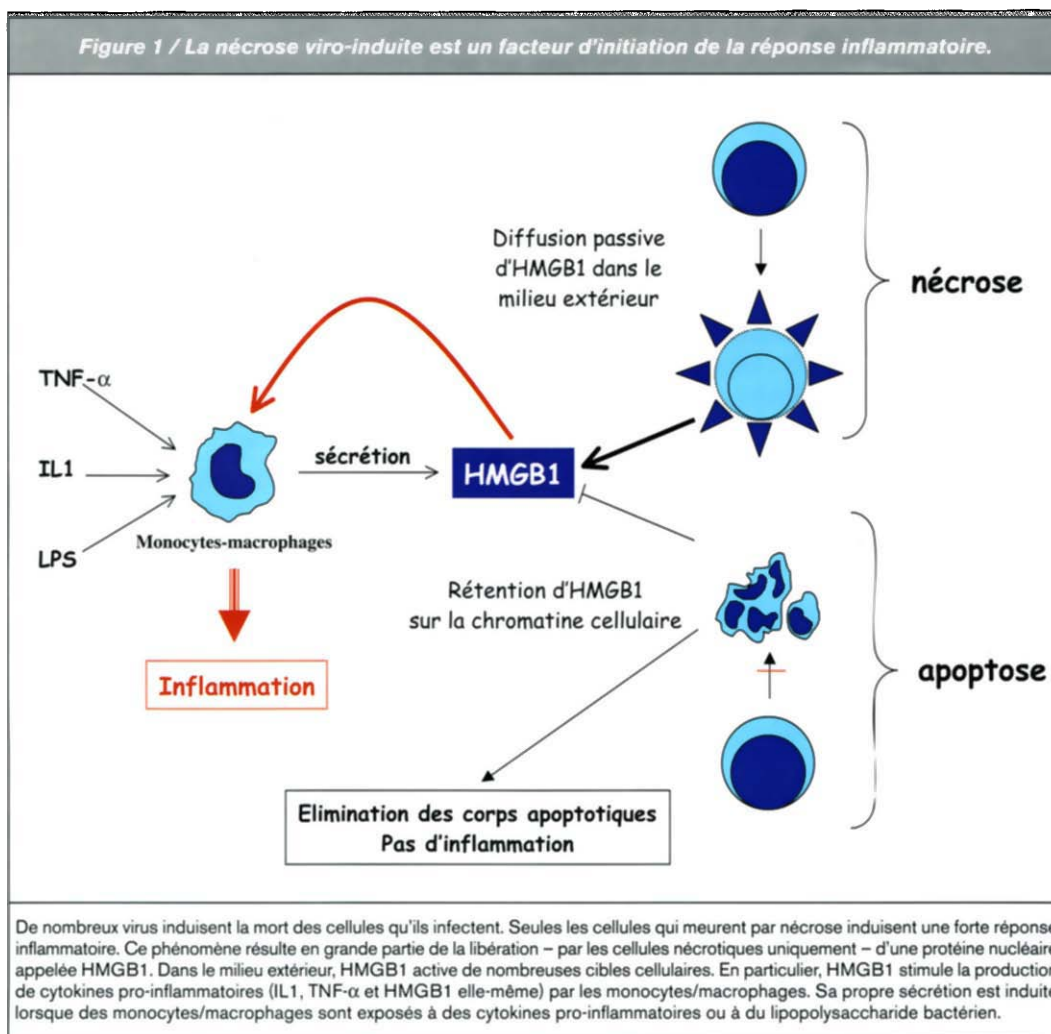 Figure 1 / La nécrose viro-induite est un facteur d'initiation de la réponse inflammatoire.
Diffusion passive
d'HMGB1 dans le
milieu extérieur
nécrose
TNF-α
IL1
LPS
Monocytes-macrophages
sécrétion
HMGB1
Inflammation
Rétention d'HMGB1
sur la chromatine cellulaire
apoptose
Elimination des corps apoptotiques
Pas d'inflammation
De nombreux virus induisent la mort des cellules qu'ils infectent. Seules les cellules qui meurent par nécrose induisent une forte réponse
inflammatoire. Ce phénomène résulte en grande partie de la libération – par les cellules nécrotiques uniquement – d'une protéine nucléaire
appelée HMGB1. Dans le milieu extérieur, HMGB1 active de nombreuses cibles cellulaires. En particulier, HMGB1 stimule la production
de cytokines pro-inflammatoires (IL1, TNF-α et HMGB1 elle-même) par les monocytes/macrophages. Sa propre sécrétion est induite
lorsque des monocytes/macrophages sont exposés à des cytokines pro-inflammatoires ou à du lipopolysaccharide bactérien.